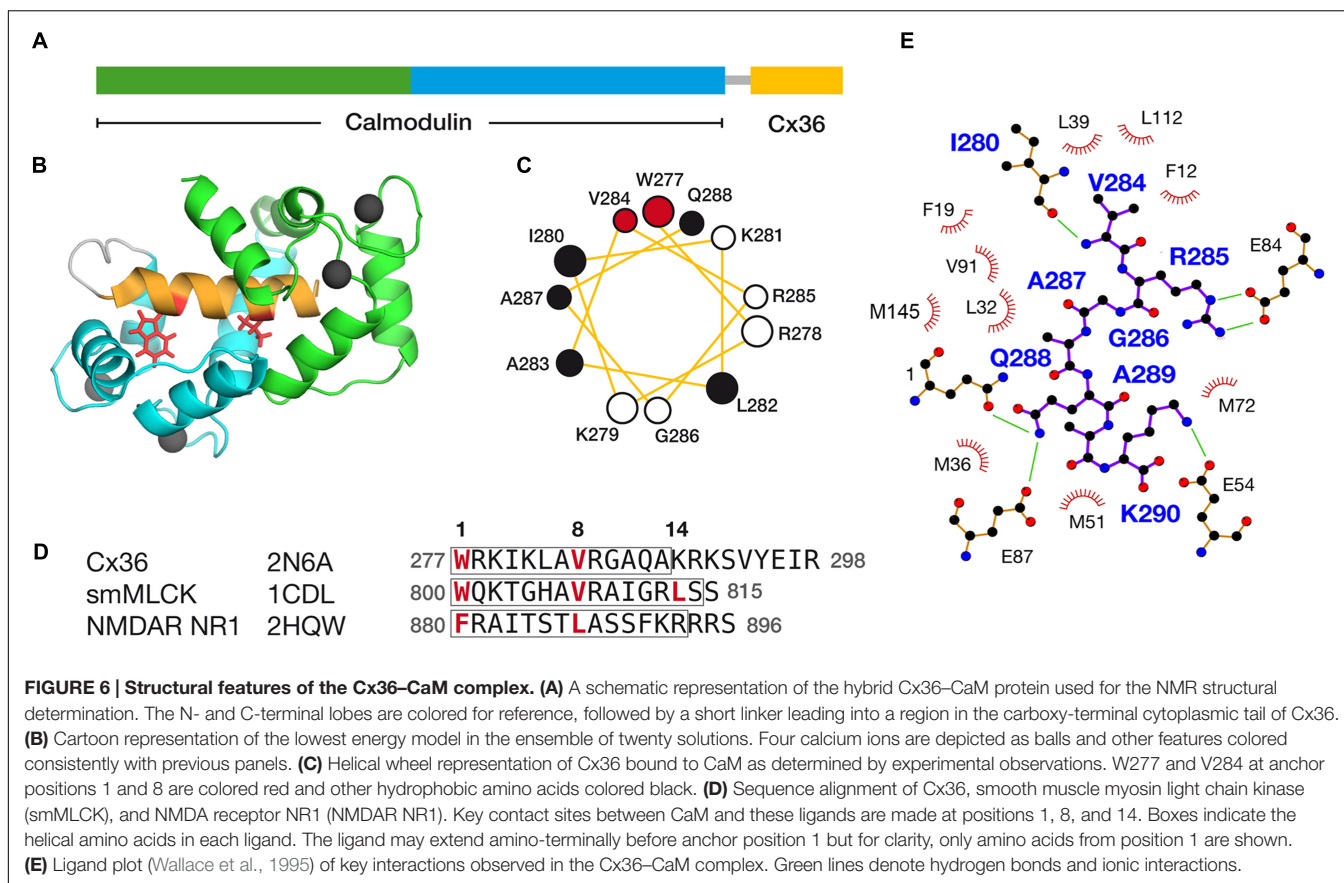 A
Calmodulin
Cx36
B
C
W277
V284
Q288
I280
K281
A287
R285
R278
A283
L282
K279
G286
E
L39
L112
I280
V284
F12
F19
R285
E84
V91
A287
M145
L32
G286
Q288
1
A289
M72
M36
E54
M51
K290
E87
1 8 14
D
Cx36 2N6A 277 WRKIKLAVRGAQAKRKSVYEIR 298
smMLCK 1CDL 800 WQKTGHAVRAIGRLSS 815
NMDAR NR1 2HQW 880 FRAITSTLASSFKRRRS 896
FIGURE 6 | Structural features of the Cx36–CaM complex. (A) A schematic representation of the hybrid Cx36–CaM protein used for the NMR structural
determination. The N- and C-terminal lobes are colored for reference, followed by a short linker leading into a region in the carboxy-terminal cytoplasmic tail of Cx36.
(B) Cartoon representation of the lowest energy model in the ensemble of twenty solutions. Four calcium ions are depicted as balls and other features colored
consistently with previous panels. (C) Helical wheel representation of Cx36 bound to CaM as determined by experimental observations. W277 and V284 at anchor
positions 1 and 8 are colored red and other hydrophobic amino acids colored black. (D) Sequence alignment of Cx36, smooth muscle myosin light chain kinase
(smMLCK), and NMDA receptor NR1 (NMDAR NR1). Key contact sites between CaM and these ligands are made at positions 1, 8, and 14. Boxes indicate the
helical amino acids in each ligand. The ligand may extend amino-terminally before anchor position 1 but for clarity, only amino acids from position 1 are shown.
(E) Ligand plot (Wallace et al., 1995) of key interactions observed in the Cx36–CaM complex. Green lines denote hydrogen bonds and ionic interactions.